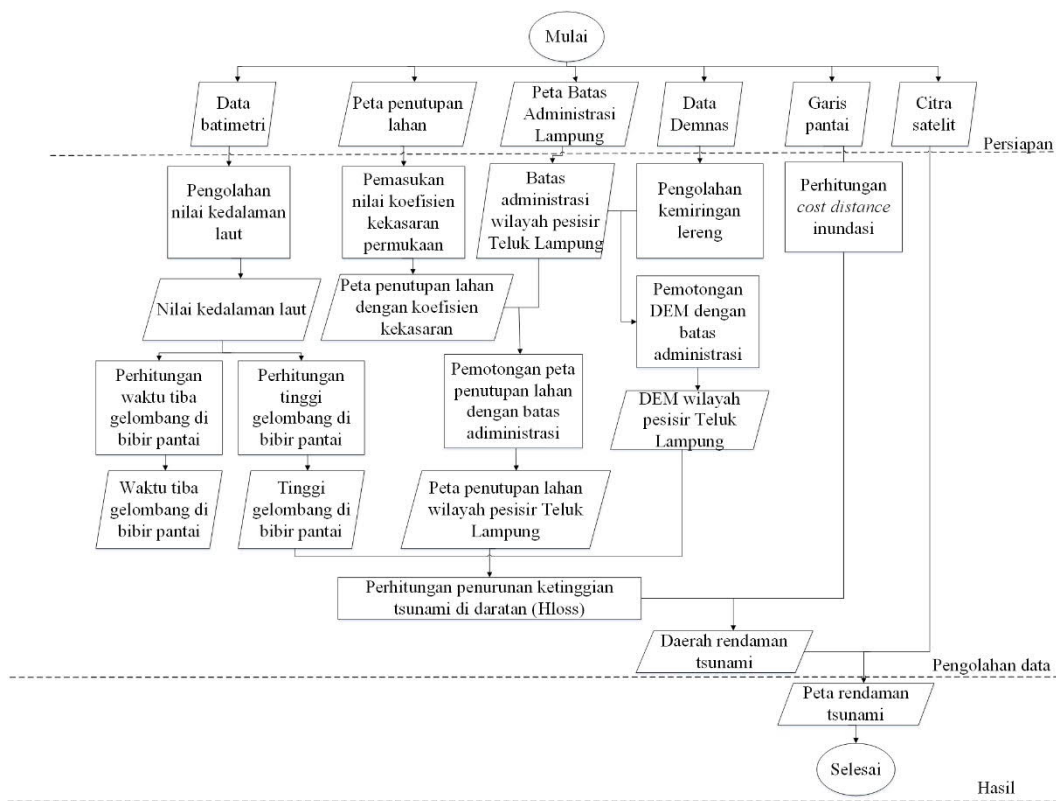 Mulai
Data
batimetri
Peta penutupan
lahan
Peta Batas
Administrasi
Lampung
Data
Demnas
Garis
pantai
Citra
satelit
Persiapan
Pengolahan
nilai kedalaman
laut
Pemasukan
nilai koefisien
kekasaran
permukaan
Batas
administrasi
wilayah pesisir
Teluk Lampung
Pengolahan
kemiringan
lereng
Perhitungan
cost distance
inundasi
Nilai kedalaman laut
Peta penutupan lahan
dengan koefisien
kekasaran
Pemotongan
DEM dengan
batas
administrasi
Perhitungan
waktu tiba
gelombang di
bibir pantai
Perhitungan
tinggi
gelombang di
bibir pantai
Pemotongan peta
penutupan lahan
dengan batas
adiministrasi
DEM wilayah
pesisir Teluk
Lampung
Waktu tiba
gelombang di
bibir pantai
Tinggi
gelombang di
bibir pantai
Peta penutupan lahan
wilayah pesisir Teluk
Lampung
Perhitungan penurunan ketinggian
tsunami di daratan (Hloss)
Daerah rendaman
tsunami
Pengolahan data
Peta rendaman
tsunami
Selesai
Hasil